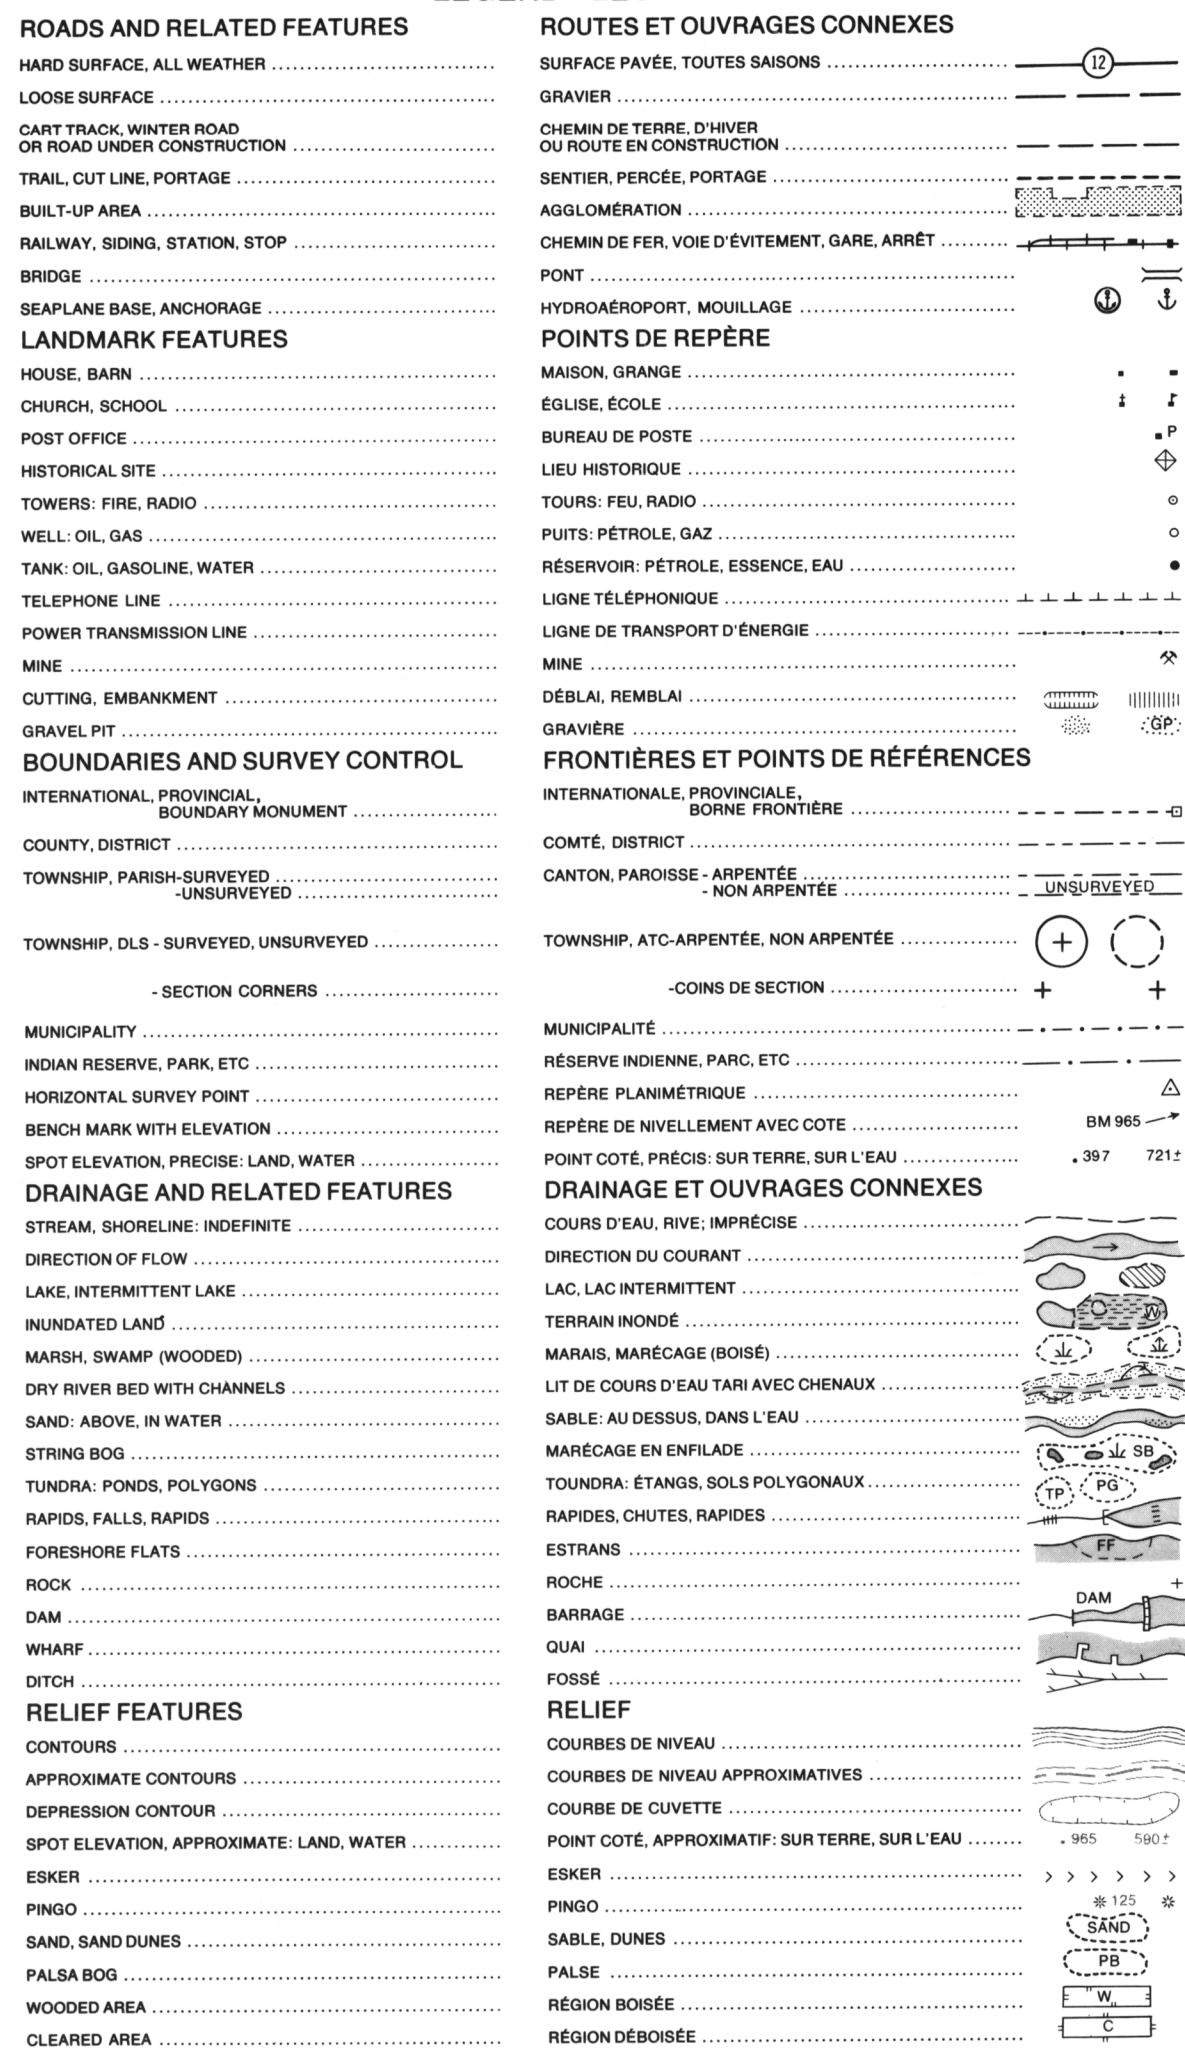 ROADS AND RELATED FEATURES
ROUTES ET OUVRAGES CONNEXES
HARD SURFACE, ALL WEATHER
SURFACE PAVÉE, TOUTES SAISONS
12
LOOSE SURFACE
GRAVIER
CART TRACK, WINTER ROAD
OR ROAD UNDER CONSTRUCTION
CHEMIN DE TERRE, D'HIVER
OU ROUTE EN CONSTRUCTION
TRAIL, CUT LINE, PORTAGE
SENTIER, PERCÉE, PORTAGE
BUILT-UP AREA
AGGLOMÉRATION
RAILWAY, SIDING, STATION, STOP
CHEMIN DE FER, VOIE D'ÉVITEMENT, GARE, ARRÊT
BRIDGE
PONT
SEAPLANE BASE, ANCHORAGE
HYDROAÉROPORT, MOUILLAGE
LANDMARK FEATURES
POINTS DE REPÈRE
HOUSE, BARN
MAISON, GRANGE
CHURCH, SCHOOL
ÉGLISE, ÉCOLE
POST OFFICE
BUREAU DE POSTE
P
HISTORICAL SITE
LIEU HISTORIQUE
TOWERS: FIRE, RADIO
TOURS: FEU, RADIO
WELL: OIL, GAS
PUITS: PÉTROLE, GAZ
TANK: OIL, GASOLINE, WATER
RÉSERVOIR: PÉTROLE, ESSENCE, EAU
TELEPHONE LINE
LIGNE TÉLÉPHONIQUE
POWER TRANSMISSION LINE
LIGNE DE TRANSPORT D'ÉNERGIE
MINE
MINE
CUTTING, EMBANKMENT
DÉBLAI, REMBLAI
GRAVEL PIT
GRAVIÈRE
GP
BOUNDARIES AND SURVEY CONTROL
FRONTIÈRES ET POINTS DE RÉFÉRENCES
INTERNATIONAL, PROVINCIAL,
BOUNDARY MONUMENT
INTERNATIONALE, PROVINCIALE,
BORNE FRONTIÈRE
COUNTY, DISTRICT
COMTÉ, DISTRICT
TOWNSHIP, PARISH-SURVEYED
-UNSURVEYED
CANTON, PAROISSE - ARPENTÉE
- NON ARPENTÉE
UNSURVEYED
TOWNSHIP, DLS - SURVEYED, UNSURVEYED
TOWNSHIP, ATC-ARPENTÉE, NON ARPENTÉE
- SECTION CORNERS
-COINS DE SECTION
MUNICIPALITY
MUNICIPALITÉ
INDIAN RESERVE, PARK, ETC
RÉSERVE INDIENNE, PARC, ETC
HORIZONTAL SURVEY POINT
REPÈRE PLANIMÉTRIQUE
BENCH MARK WITH ELEVATION
REPÈRE DE NIVELLEMENT AVEC COTE
BM 965
SPOT ELEVATION, PRECISE: LAND, WATER
POINT COTÉ, PRÉCIS: SUR TERRE, SUR L'EAU
.397 721±
DRAINAGE AND RELATED FEATURES
DRAINAGE ET OUVRAGES CONNEXES
STREAM, SHORELINE: INDEFINITE
COURS D'EAU, RIVE; IMPRÉCISE
DIRECTION OF FLOW
DIRECTION DU COURANT
LAKE, INTERMITTENT LAKE
LAC, LAC INTERMITTENT
INUNDATED LAND
TERRAIN INONDÉ
W
MARSH, SWAMP (WOODED)
MARAIS, MARÉCAGE (BOISÉ)
DRY RIVER BED WITH CHANNELS
LIT DE COURS D'EAU TARI AVEC CHENAUX
SAND: ABOVE, IN WATER
SABLE: AU DESSUS, DANS L'EAU
STRING BOG
MARÉCAGE EN ENFILADE
SB
TUNDRA: PONDS, POLYGONS
TOUNDRA: ÉTANGS, SOLS POLYGONAUX
TP PG
RAPIDS, FALLS, RAPIDS
RAPIDES, CHUTES, RAPIDES
FORESHORE FLATS
ESTRANS
FF
ROCK
ROCHE
DAM
BARRAGE
DAM
WHARF
QUAI
DITCH
FOSSÉ
RELIEF FEATURES
RELIEF
CONTOURS
COURBES DE NIVEAU
APPROXIMATE CONTOURS
COURBES DE NIVEAU APPROXIMATIVES
DEPRESSION CONTOUR
COURBE DE CUVETTE
SPOT ELEVATION, APPROXIMATE: LAND, WATER
POINT COTÉ, APPROXIMATIF: SUR TERRE, SUR L'EAU
.965 590±
ESKER
ESKER
PINGO
PINGO
125
SAND, SAND DUNES
SABLE, DUNES
SAND
PALSA BOG
PALSE
PB
WOODED AREA
RÉGION BOISÉE
W
CLEARED AREA
RÉGION DÉBOISÉE
C